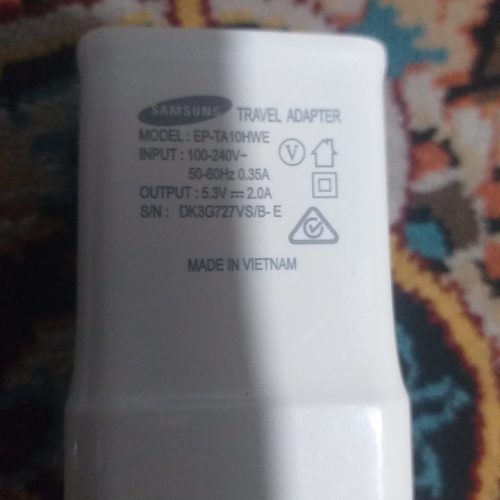 SAMSUNG TRAVEL ADAPTER
MODEL : EP-TA10HWE
INPUT : 100-240V~
50-60Hz 0.35A
OUTPUT : 5.3V⎓2.0A
S/N : DK3G727VS/B-E
V
MADE IN VIETNAM